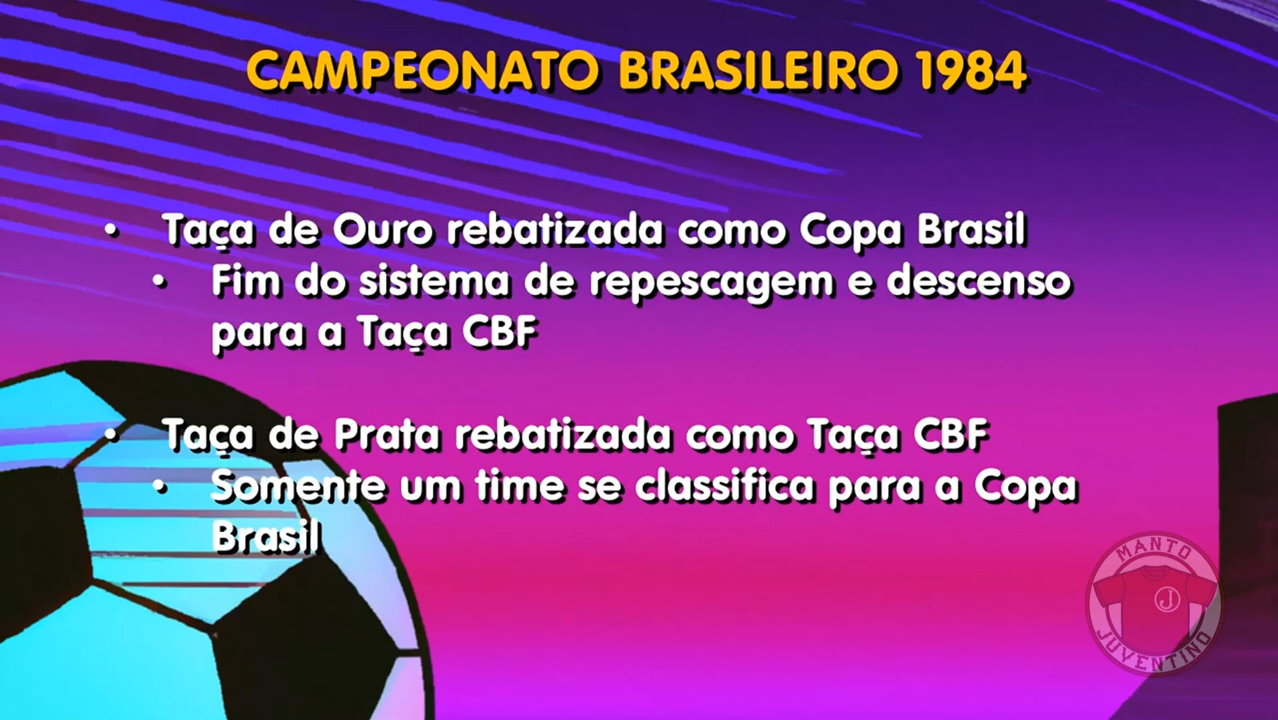 CAMPEONATO BRASILEIRO 1984
• Taça de Ouro rebatizada como Copa Brasil
• Fim do sistema de repescagem e descenso
para a Taça CBF
• Taça de Prata rebatizada como Taça CBF
• Somente um time se classifica para a Copa
Brasil
MANTO
J
JUVENTINO